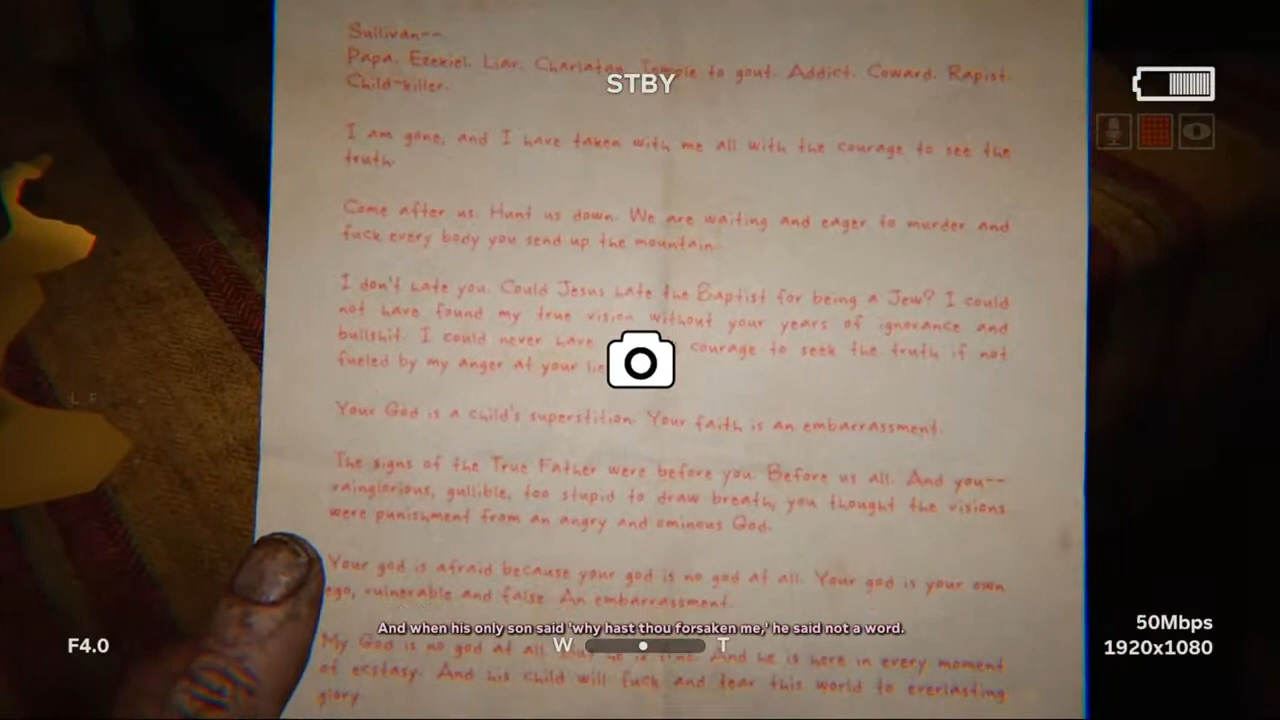 Sullivan--
Papa. Ezekiel. Liar. Charlatan. Temple to gout. Addict. Coward. Rapist.
Child-killer.
STBY
I am gone, and I have taken with me all with the courage to see the
truth.
Come after us. Hunt us down. We are waiting and eager to murder and
fuck every body you send up the mountain.
I don't hate you. Could Jesus hate the Baptist for being a Jew? I could
not have found my true vision without your years of ignorance and
bullshit. I could never have courage to seek the truth if not
fueled by my anger at your
Your God is a child's superstition. Your faith is an embarrassment.
The signs of the True Father were before you. Before us all. And you--
vainglorious, gullible, too stupid to draw breath, you thought the visions
were punishment from an angry and ominous God.
Your god is afraid because your god is no god at all. Your god is your own
ego, vulnerable and false. An embarrassment.
And when his only son said 'why hast thou forsaken me,' he said not a word.
My God is no god at all And he is here in every moment
of ecstasy. And his child will fuck and tear this world to everlasting
glory.
F4.0
W T
50Mbps
1920x1080